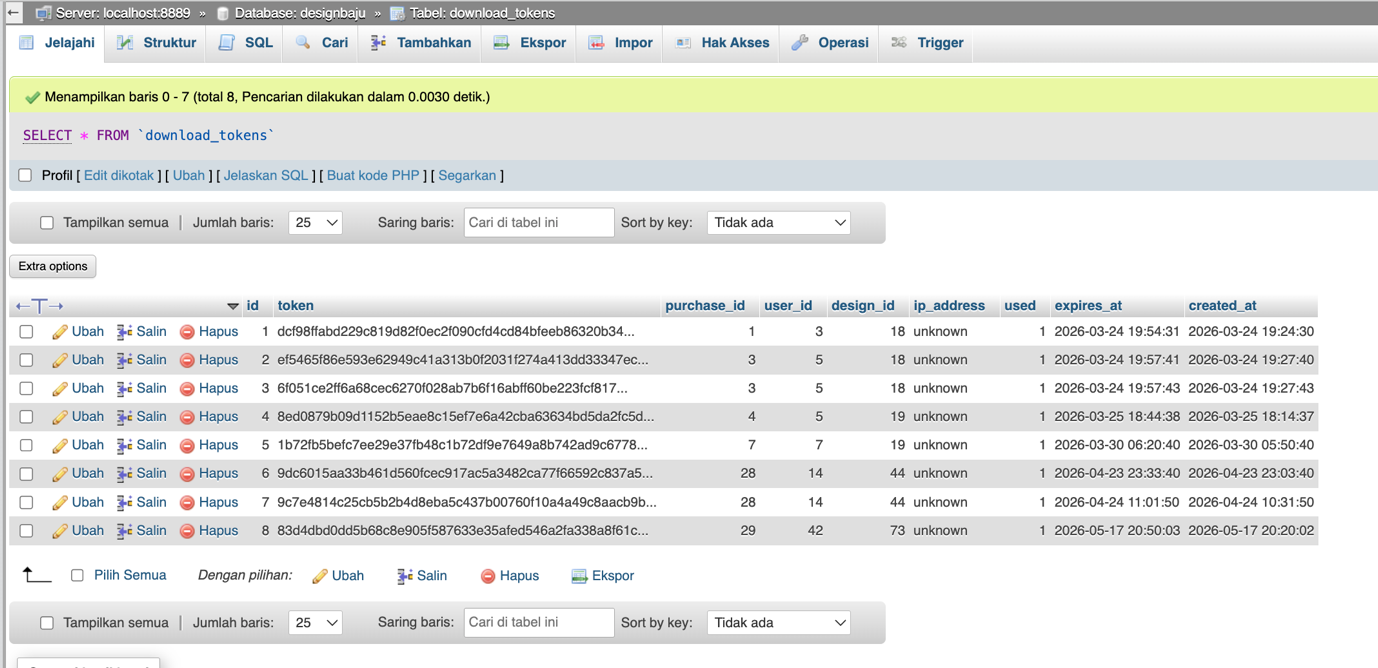 ← Server: localhost:8889 » Database: designbaju » Tabel: download_tokens
Jelajahi Struktur SQL Cari Tambahkan Ekspor Impor Hak Akses Operasi Trigger
Menampilkan baris 0 - 7 (total 8, Pencarian dilakukan dalam 0.0030 detik.)
SELECT * FROM `download_tokens`
Profil [ Edit dikotak ] [ Ubah ] [ Jelaskan SQL ] [ Buat kode PHP ] [ Segarkan ]
Tampilkan semua | Jumlah baris: 25 Saring baris: Cari di tabel ini Sort by key: Tidak ada
Extra options
←T→ id token purchase_id user_id design_id ip_address used expires_at created_at
Ubah Salin Hapus 1 dcf98ffabd229c819d82f0ec2f090cfd4cd84bfeeb86320b34... 1 3 18 unknown 1 2026-03-24 19:54:31 2026-03-24 19:24:30
Ubah Salin Hapus 2 ef5465f86e593e62949c41a313b0f2031f274a413dd33347ec... 3 5 18 unknown 1 2026-03-24 19:57:41 2026-03-24 19:27:40
Ubah Salin Hapus 3 6f051ce2ff6a68cec6270f028ab7b6f16abff60be223fcf817... 3 5 18 unknown 1 2026-03-24 19:57:43 2026-03-24 19:27:43
Ubah Salin Hapus 4 8ed0879b09d1152b5eae8c15ef7e6a42cba63634bd5da2fc5d... 4 5 19 unknown 1 2026-03-25 18:44:38 2026-03-25 18:14:37
Ubah Salin Hapus 5 1b72fb5befc7ee29e37fb48c1b72df9e7649a8b742ad9c6778... 7 7 19 unknown 1 2026-03-30 06:20:40 2026-03-30 05:50:40
Ubah Salin Hapus 6 9dc6015aa33b461d560fcec917ac5a3482ca77f66592c837a5... 28 14 44 unknown 1 2026-04-23 23:33:40 2026-04-23 23:03:40
Ubah Salin Hapus 7 9c7e4814c25cb5b2b4d8eba5c437b00760f10a4a49c8aacb9b... 28 14 44 unknown 1 2026-04-24 11:01:50 2026-04-24 10:31:50
Ubah Salin Hapus 8 83d4dbd0dd5b68c8e905f587633e35afed546a2fa338a8f61c... 29 42 73 unknown 1 2026-05-17 20:50:03 2026-05-17 20:20:02
Pilih Semua Dengan pilihan: Ubah Salin Hapus Ekspor
Tampilkan semua | Jumlah baris: 25 Saring baris: Cari di tabel ini Sort by key: Tidak ada